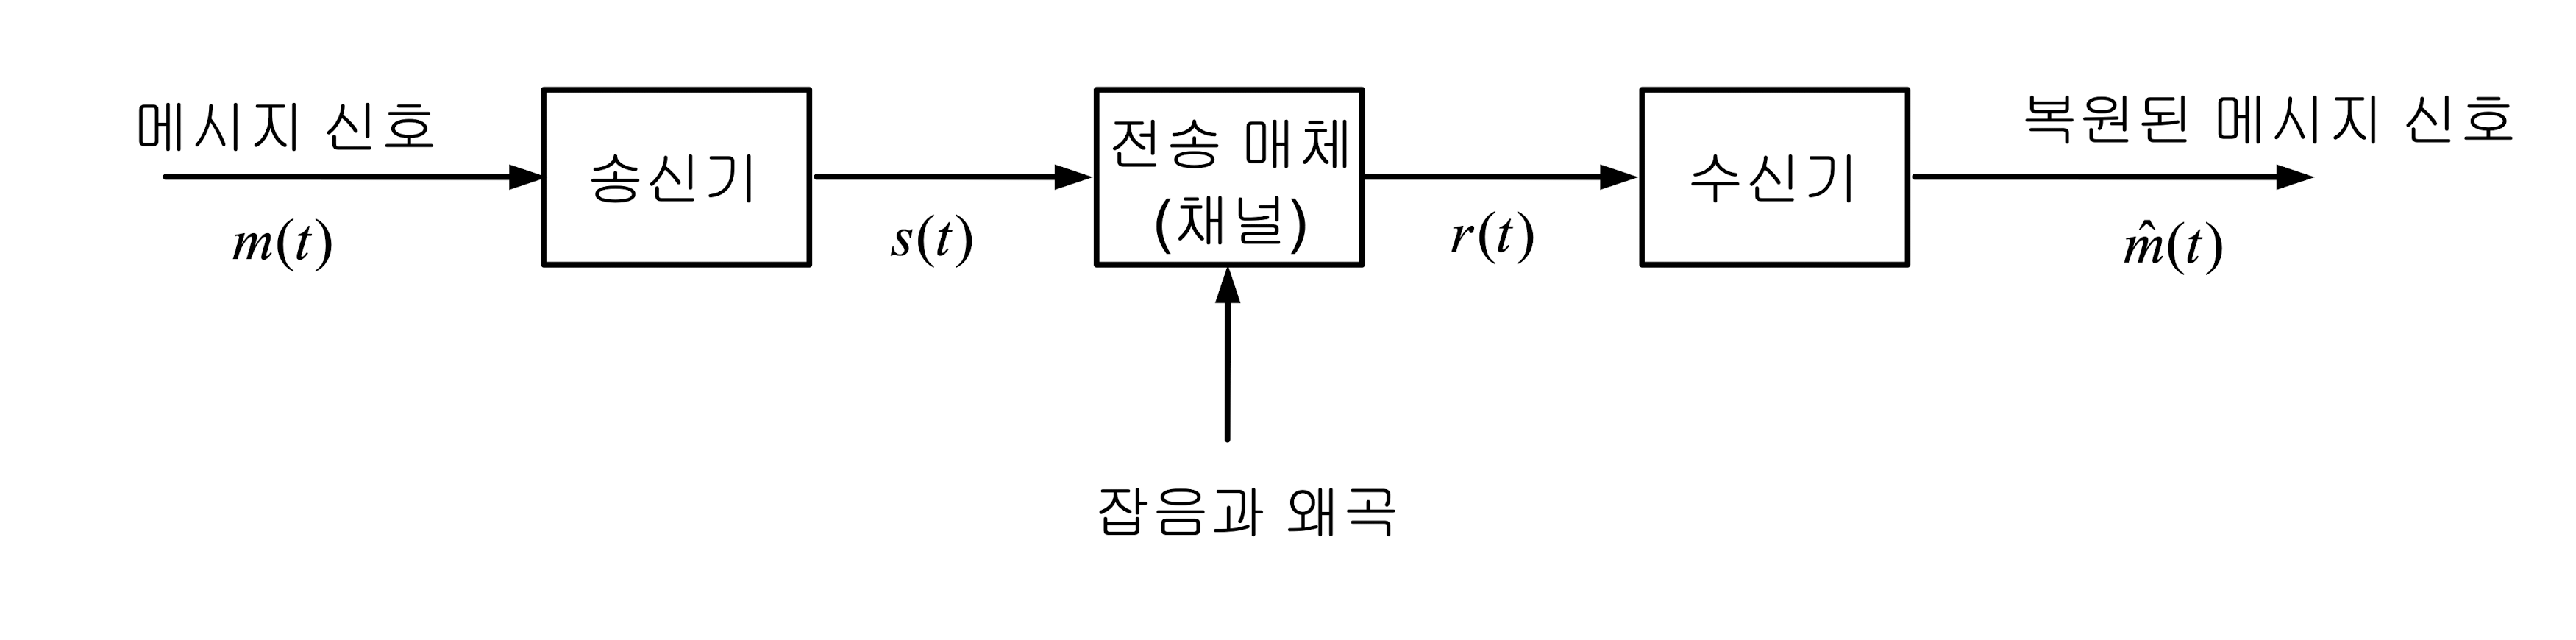 메시지 신호
m(t)
송신기
s(t)
전송 매체
(채널)
r(t)
수신기
복원된 메시지 신호
m̂(t)
잡음과 왜곡